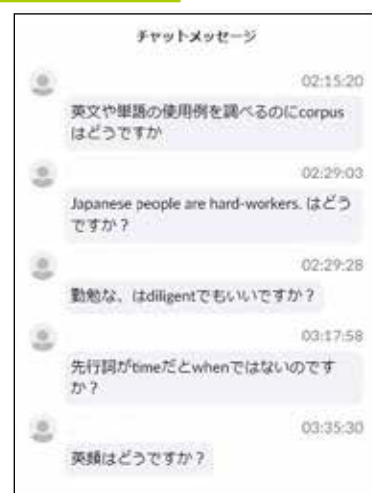 チャットメッセージ
02:15:20
英文や単語の使用例を調べるのにcorpus
はどうですか
02:29:03
Japanese people are hard-workers. はどう
ですか？
02:29:28
勤勉な、はdiligentでもいいですか？
03:17:58
先行詞がtimeだとwhenではないのです
か？
03:35:30
英頻はどうですか？